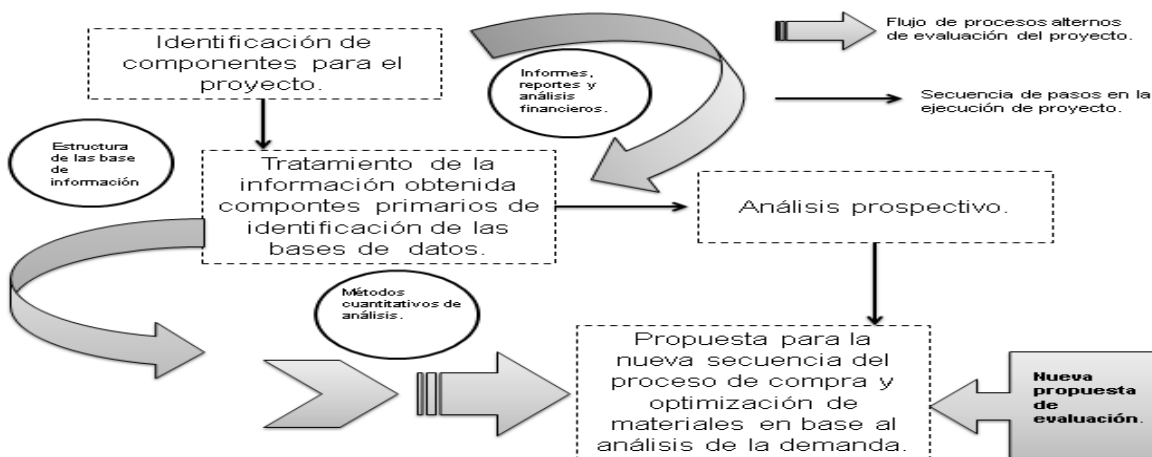 Identificación de
componentes para el
proyecto.
Informes,
reportes y
análisis
financieros.
Flujo de procesos alternos
de evaluación del proyecto.
Secuencia de pasos en la
ejecución de proyecto.
Estructura
de las base
de
información
Tratamiento de la
información obtenida
compontes primarios de
identificación de las
bases de datos.
Análisis prospectivo.
Métodos
cuantitativos de
análisis.
Propuesta para la
nueva secuencia del
proceso de compra y
optimización de
materiales en base al
análisis de la demanda.
Nueva
propuesta
de
evaluación.